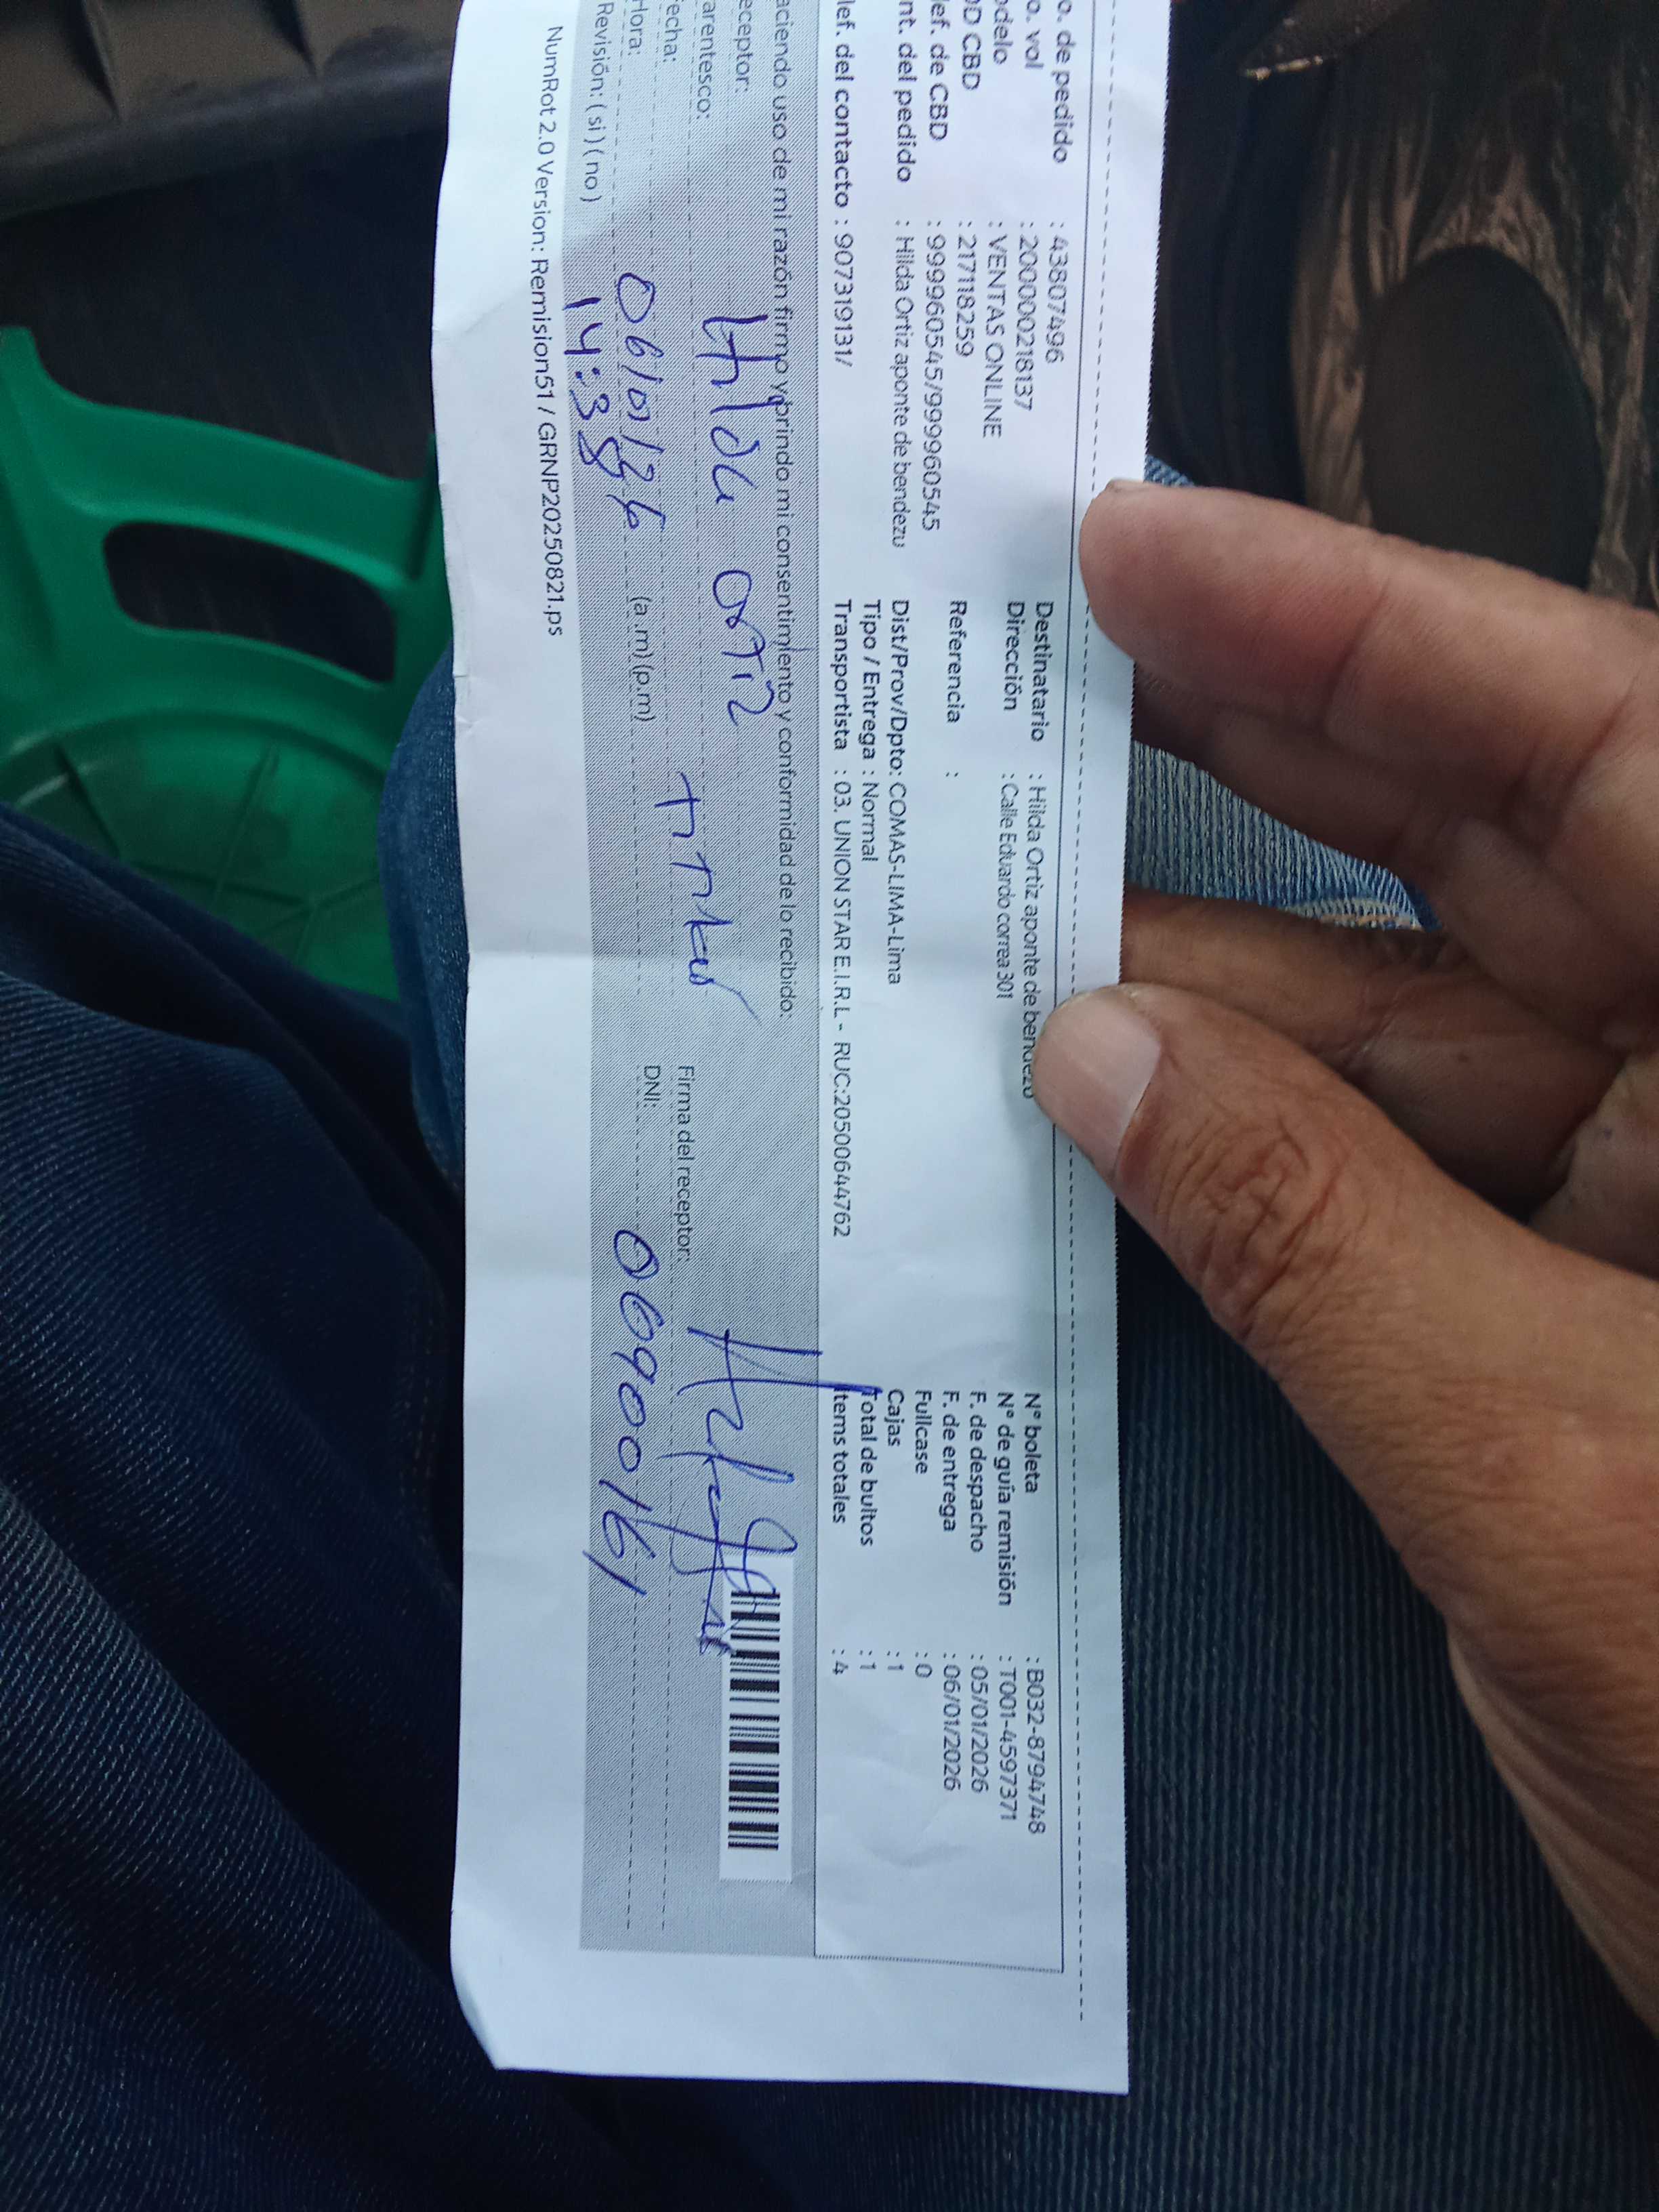 o. de pedido : 43807496
o. vol : 200000218137
odelo : VENTAS ONLINE
OD CBD : 217118259
lef. de CBD : 999960545/999960545
nt. del pedido : Hilda Ortiz aponte de bendezu
lef. del contacto : 907319131/
Destinatario : Hilda Ortiz aponte de bendezu
Dirección : Calle Eduardo correa 301
Referencia :
Dist/Prov/Dpto: COMAS-LIMA-Lima
Tipo / Entrega : Normal
Transportista : 03. UNION STAR E.I.R.L - RUC:20500644762
N° boleta : B032-8794748
N° de guía remisión : T001-4597371
F. de despacho : 05/01/2026
F. de entrega : 06/01/2026
Fullcase : 0
Cajas : 1
Total de bultos : 1
Items totales : 4
aciendo uso de mi razón firmo y brindo mi consentimiento y conformidad de lo recibido:
eceptor: Hilda Ortiz
arentesco:
Fecha: 06/01/26
Hora: 14:38 (a.m)(p.m)
Revisión: ( si ) ( no )
Firma del receptor:
DNI: 06900161
NumRot 2.0 Version: Remision51 / GRNP20250821.ps